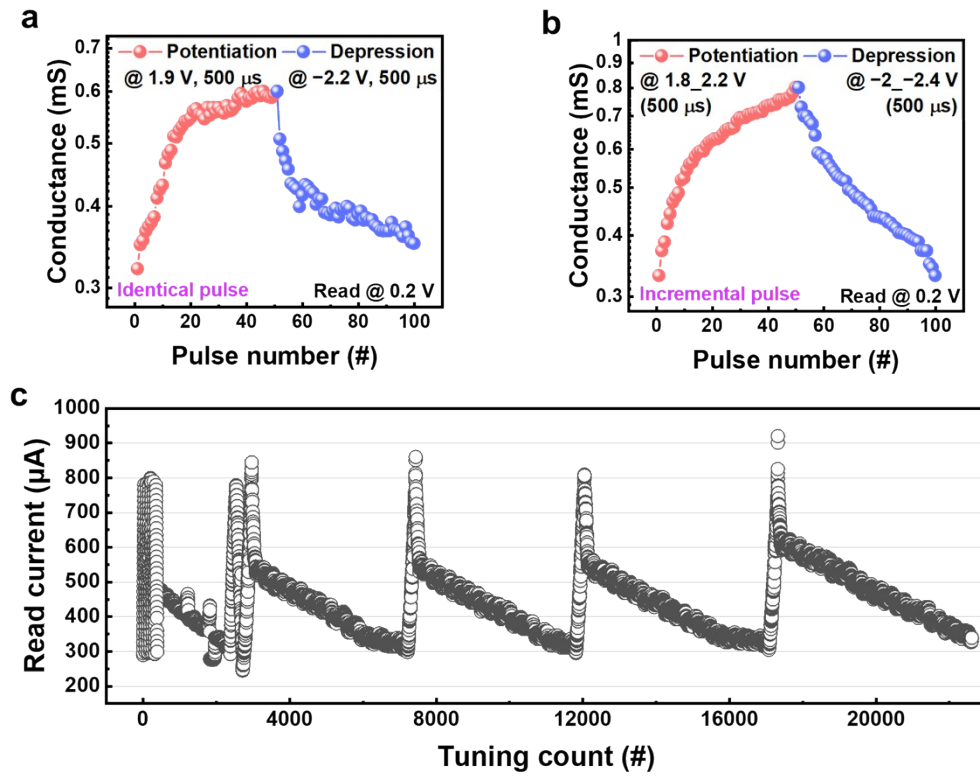 a
Conductance (mS)
0.7
0.6
0.5
0.4
0.3
Potentiation
@ 1.9 V, 500 μs
Depression
@ −2.2 V, 500 μs
Identical pulse
Read @ 0.2 V
0 20 40 60 80 100
Pulse number (#)
b
Conductance (mS)
1
0.9
0.8
0.7
0.6
0.5
0.4
0.3
Potentiation
@ 1.8_2.2 V
(500 μs)
Depression
@ −2_−2.4 V
(500 μs)
Incremental pulse
Read @ 0.2 V
0 20 40 60 80 100
Pulse number (#)
c
Read current (μA)
1000
900
800
700
600
500
400
300
200
0 4000 8000 12000 16000 20000
Tuning count (#)